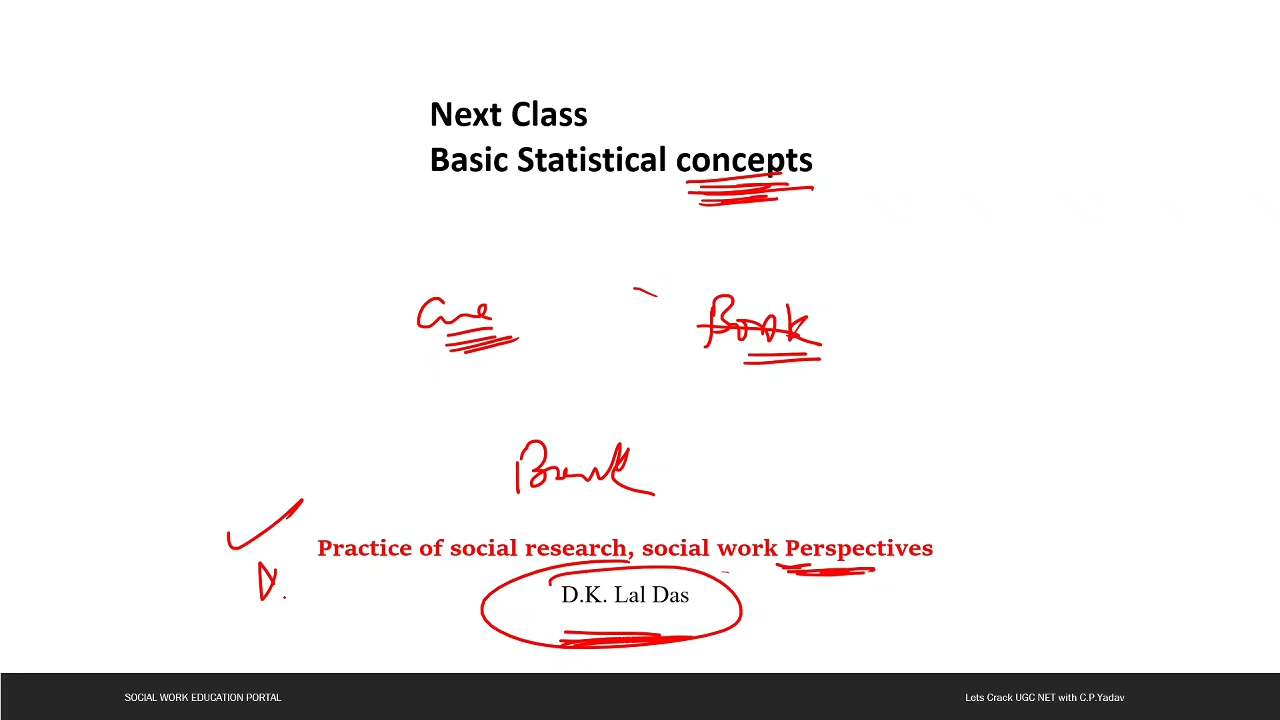 Next Class
Basic Statistical concepts
Book
Practice of social research, social work Perspectives
D.K. Lal Das
SOCIAL WORK EDUCATION PORTAL
Lets Crack UGC NET with C.P.Yadav